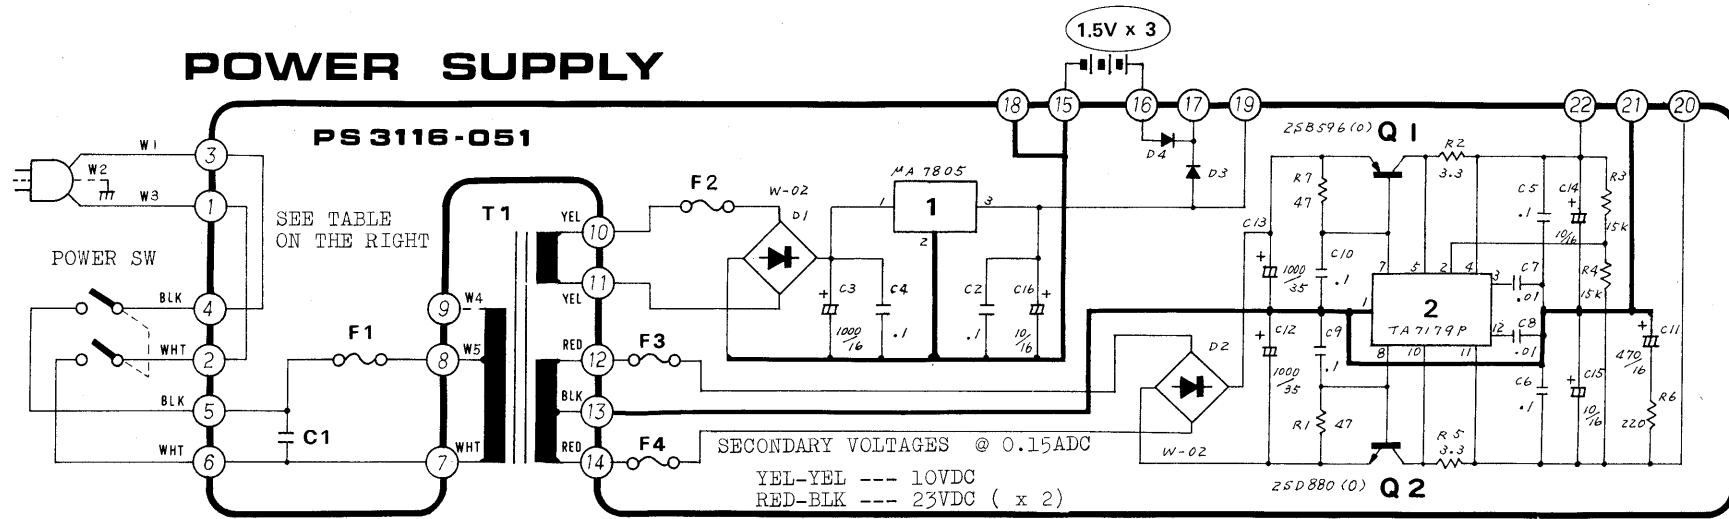 1.5V x 3
POWER SUPPLY
18 15 16 17 19 22 21 20
PS 3116-051
2SB596 (O) Q1
R2
3.3
D4
D3
W1
W2
W3
3
1
SEE TABLE
ON THE RIGHT
POWER SW
BLK
4
WHT
2
BLK
5
WHT
6
F1
C1
9
W4
8
W5
7
WHT
T1
YEL
10
11
YEL
RED
12
BLK
13
RED
14
F2
W-02
D1
F3
F4
μA 7805
1
1
2
3
C3
1000/16
C4
.1
C2
.1
C16
10/16
D2
W-02
C13
1000/35
C12
1000/35
R7
47
C10
.1
C9
.1
R1
47
7 5 2 4
3
1
2
TA7179P
12
8 10 11
C7
.01
C8
.01
C5
.1
C14
10/16
R3
15K
R4
15K
C6
.1
C15
10/16
C11
470/16
R6
220
R5
3.3
2SD880 (O) Q2
SECONDARY VOLTAGES @ 0.15ADC
YEL-YEL --- 10VDC
RED-BLK --- 23VDC ( x 2)